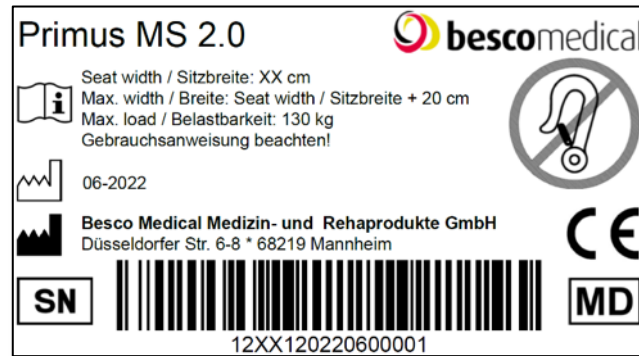 Primus MS 2.0
bescomedical
Seat width / Sitzbreite: XX cm
Max. width / Breite: Seat width / Sitzbreite + 20 cm
Max. load / Belastbarkeit: 130 kg
Gebrauchsanweisung beachten!
06-2022
Besco Medical Medizin- und Rehaprodukte GmbH
Düsseldorfer Str. 6-8 * 68219 Mannheim
CE
SN
MD
12XX120220600001